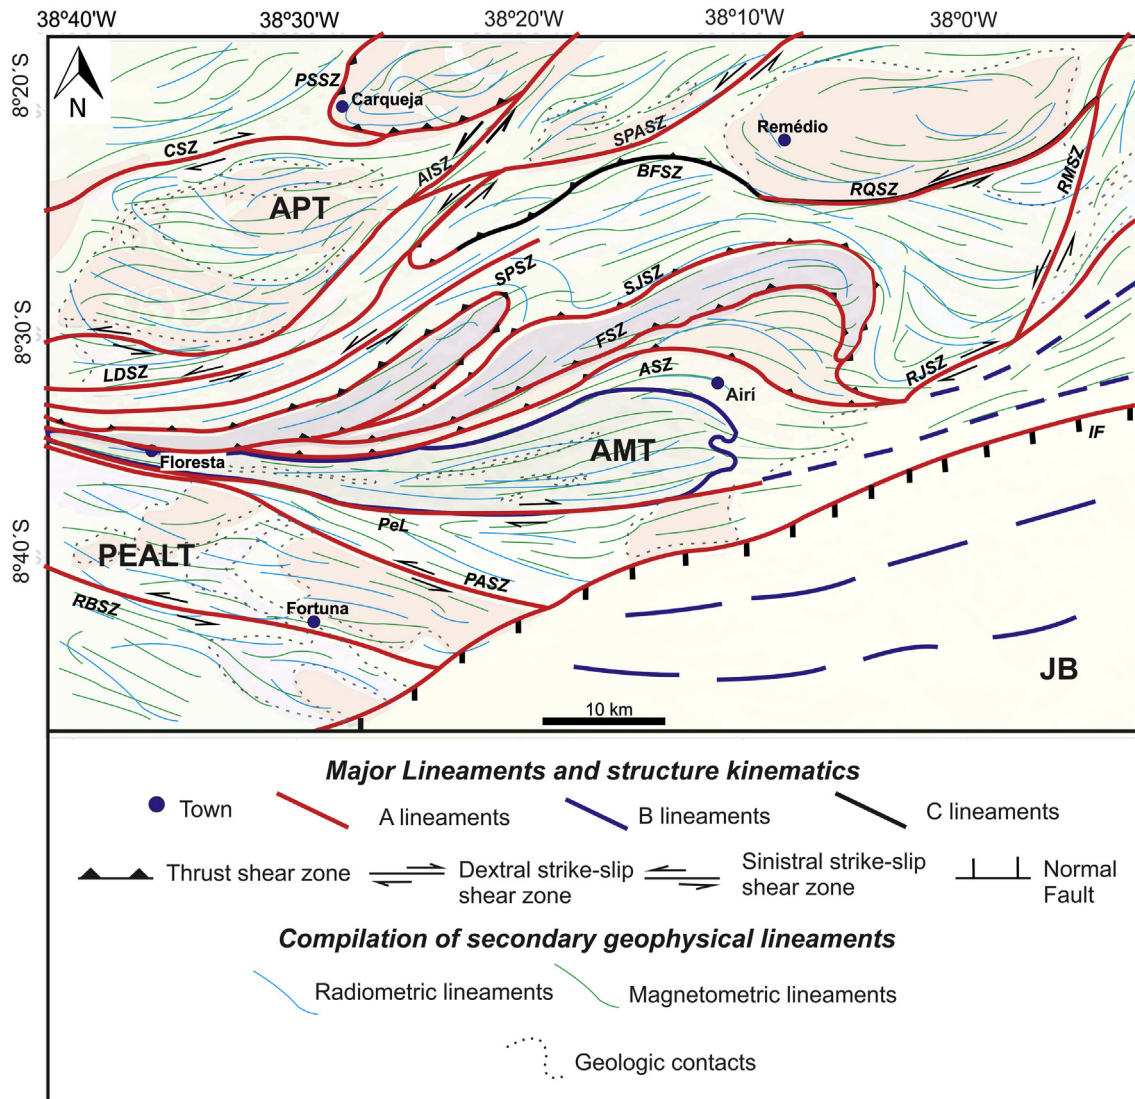 38°40'W 38°30'W 38°20'W 38°10'W 38°0'W
8°20'S
N
PSSZ
Carqueja
CSZ
AISZ
SPASZ
Remédio
BFSZ
RQSZ
RMSZ
APT
SPSZ
SJSZ
8°30'S
FSZ
LDSZ
ASZ
Airí
RJSZ
IF
Floresta
AMT
PeL
8°40'S
PEALT
PASZ
RBSZ
Fortuna
JB
10 km
Major Lineaments and structure kinematics
Town A lineaments B lineaments C lineaments
Thrust shear zone
Dextral strike-slip
shear zone
Sinistral strike-slip
shear zone
Normal
Fault
Compilation of secondary geophysical lineaments
Radiometric lineaments Magnetometric lineaments
Geologic contacts